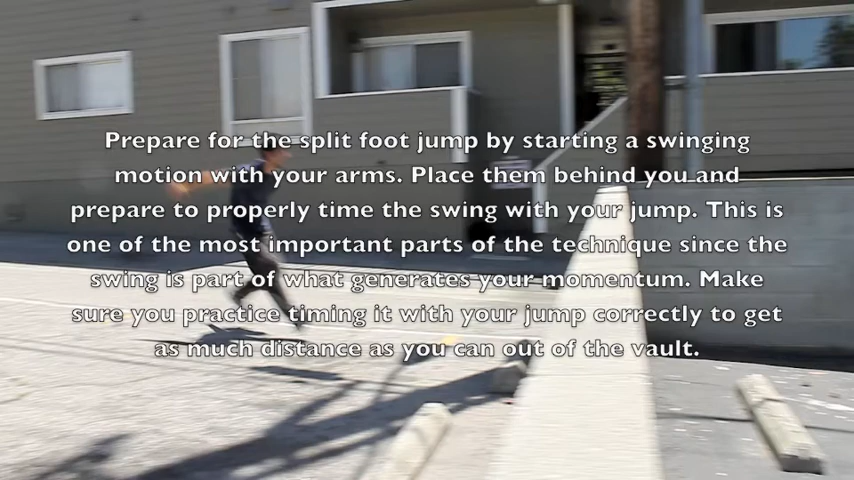 Prepare for the split foot jump by starting a swinging
motion with your arms. Place them behind you and
prepare to properly time the swing with your jump. This is
one of the most important parts of the technique since the
swing is part of what generates your momentum. Make
sure you practice timing it with your jump correctly to get
as much distance as you can out of the vault.